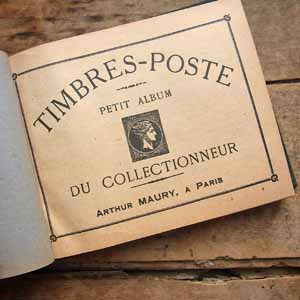 TIMBRES-POSTE
PETIT ALBUM
DU COLLECTIONNEUR
ARTHUR MAURY, A PARIS